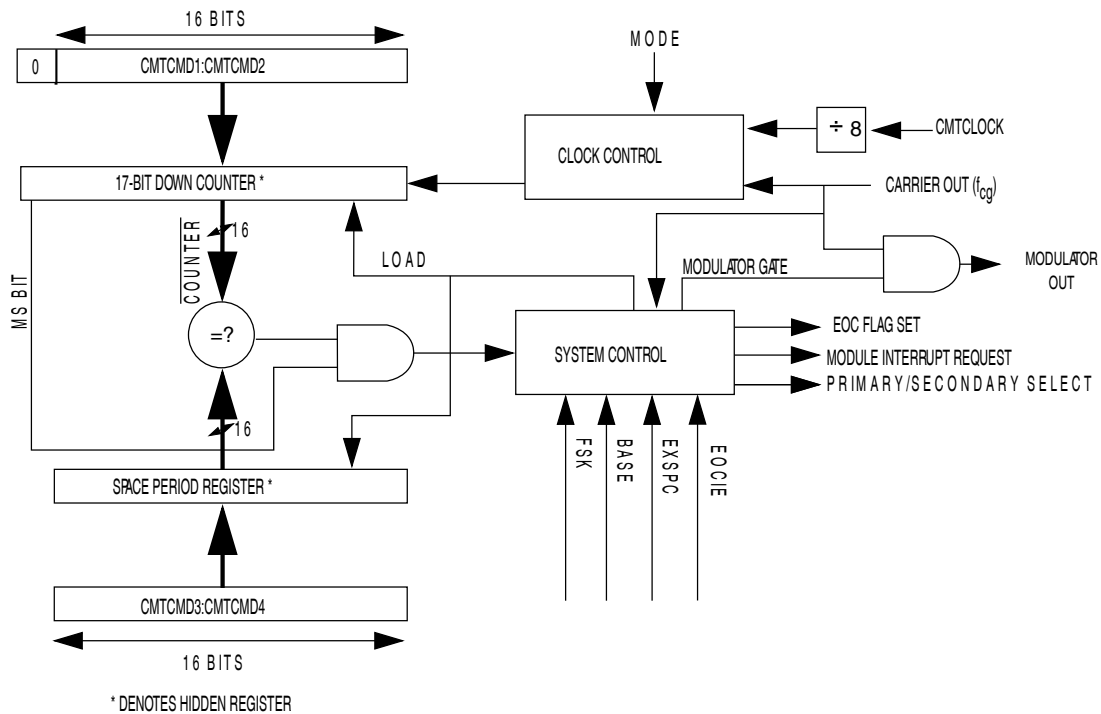 16 BITS
0
CMTCMD1:CMTCMD2
MODE
÷ 8
CMTCLOCK
CLOCK CONTROL
17-BIT DOWN COUNTER *
CARRIER OUT (fcg)
16
COUNTER
LOAD
MODULATOR GATE
MODULATOR
OUT
MS BIT
=?
SYSTEM CONTROL
EOC FLAG SET
MODULE INTERRUPT REQUEST
PRIMARY/SECONDARY SELECT
16
FSK
BASE
EXSPC
EOCIE
SPACE PERIOD REGISTER *
CMTCMD3:CMTCMD4
16 BITS
* DENOTES HIDDEN REGISTER